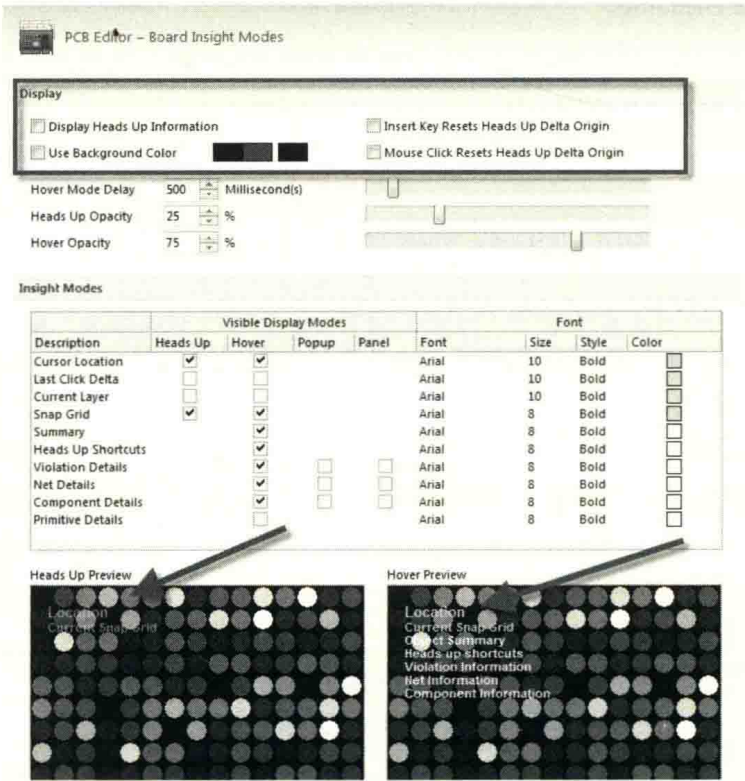 PCB Editor – Board Insight Modes
Display
Display Heads Up Information
Insert Key Resets Heads Up Delta Origin
Use Background Color
Mouse Click Resets Heads Up Delta Origin
Hover Mode Delay 500 Millisecond(s)
Heads Up Opacity 25 %
Hover Opacity 75 %
Insight Modes
Visible Display Modes Font
Description Heads Up Hover Popup Panel Font Size Style Color
Cursor Location Arial 10 Bold
Last Click Delta Arial 10 Bold
Current Layer Arial 10 Bold
Snap Grid Arial 8 Bold
Summary Arial 8 Bold
Heads Up Shortcuts Arial 8 Bold
Violation Details Arial 8 Bold
Net Details Arial 8 Bold
Component Details Arial 8 Bold
Primitive Details Arial 8 Bold
Heads Up Preview
Location
Current Snap Grid
Hover Preview
Location
Current Snap Grid
Object Summary
Heads up shortcuts
Violation Information
Net Information
Component Information